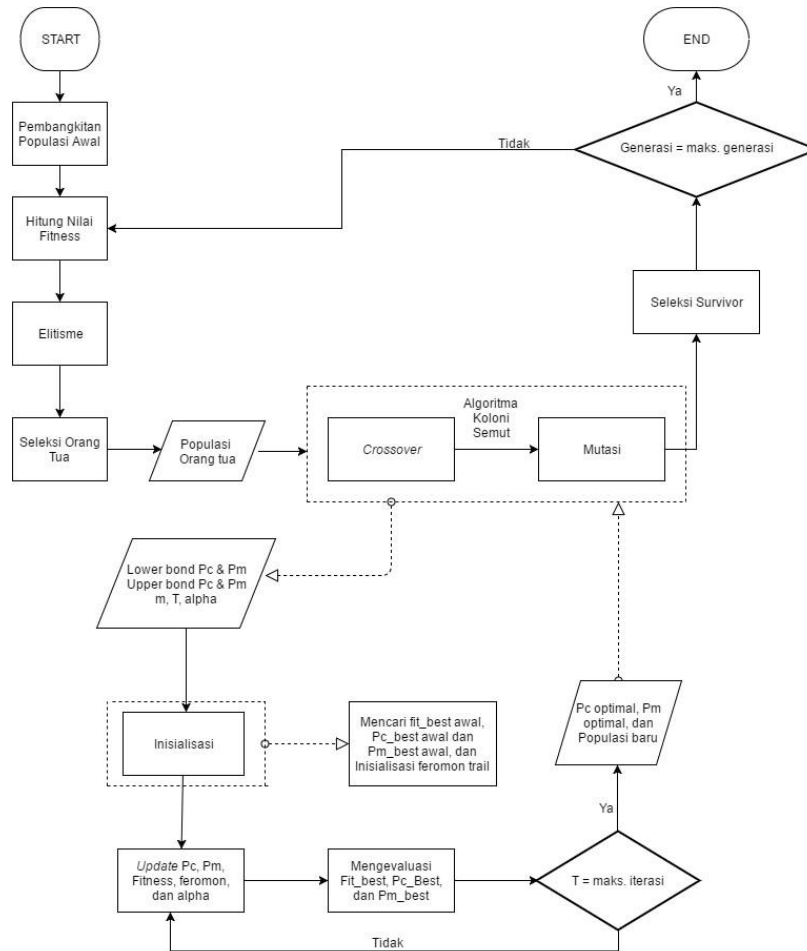 START
Pembangkitan
Populasi Awal
Hitung Nilai
Fitness
Elitisme
Seleksi Orang
Tua
Populasi
Orang tua
Algoritma
Koloni
Semut
Crossover
Mutasi
Seleksi Survivor
Generasi = maks. generasi
Tidak
Ya
END
Lower bond Pc & Pm
Upper bond Pc & Pm
m, T, alpha
Inisialisasi
Mencari fit_best awal,
Pc_best awal dan
Pm_best awal, dan
Inisialisasi feromon trail
Update Pc, Pm,
Fitness, feromon,
dan alpha
Mengevaluasi
Fit_best, Pc_Best,
dan Pm_best
T = maks. iterasi
Tidak
Ya
Pc optimal, Pm
optimal, dan
Populasi baru